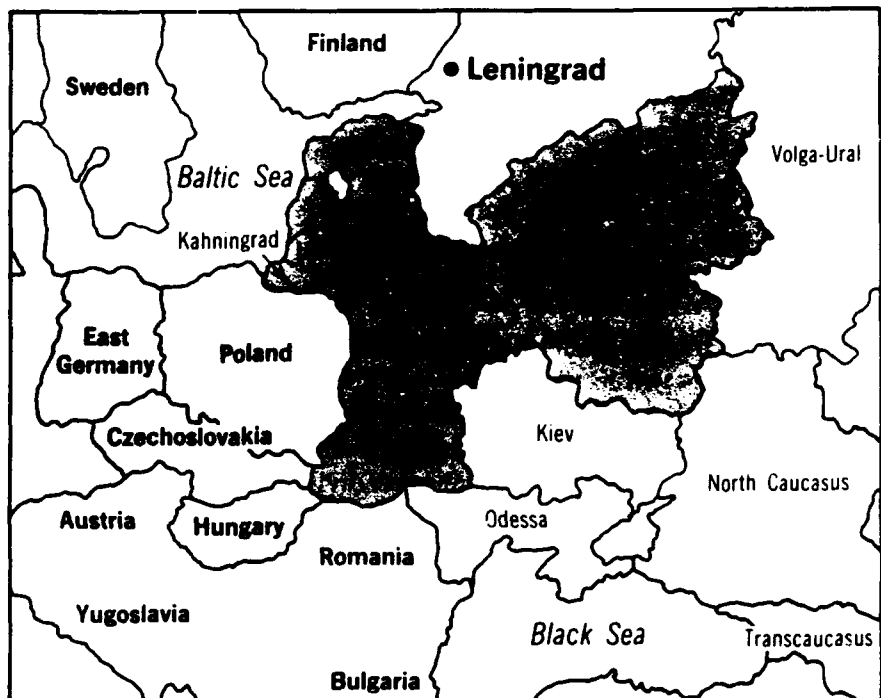 Finland
Leningrad
Sweden
Volga-Ural
Baltic Sea
Kahningrad
East
Germany
Poland
Czechoslovakia
Kiev
North Caucasus
Austria
Hungary
Odessa
Romania
Yugoslavia
Black Sea
Transcaucasus
Bulgaria